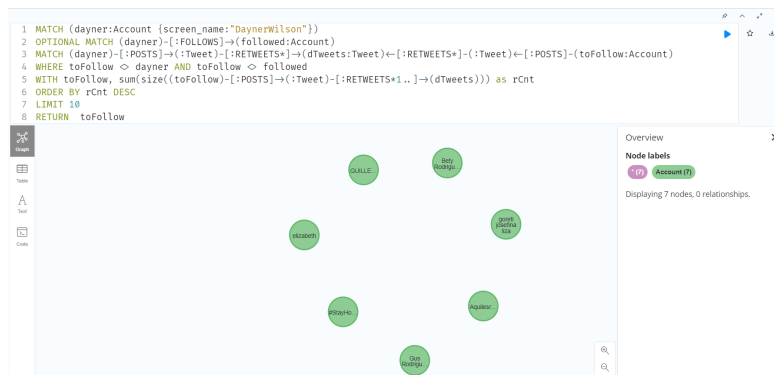 1 MATCH (dayner:Account {screen_name:"DaynerWilson"})
2 OPTIONAL MATCH (dayner)-[:FOLLOWS]→(followed:Account)
3 MATCH (dayner)-[:POSTS]→(:Tweet)-[:RETWEETS*]→(dTweets:Tweet)←[:RETWEETS*]-(:Tweet)←[:POSTS]-(toFollow:Account)
4 WHERE toFollow <> dayner AND toFollow <> followed
5 WITH toFollow, sum(size((toFollow)-[:POSTS]→(:Tweet)-[:RETWEETS*1..]→(dTweets))) as rCnt
6 ORDER BY rCnt DESC
7 LIMIT 10
8 RETURN  toFollow
Graph
Table
Text
Code
GUILLE...
Bety
Rodrigu...
goreti
josefina
liza
elizabeth
#StayHo...
Aquilesr...
Gus
Rodrigu...
Overview
Node labels
* (7) Account (7)
Displaying 7 nodes, 0 relationships.